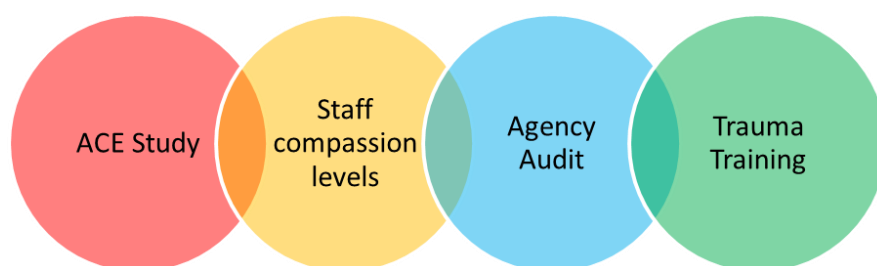 ACE Study
Staff
compassion
levels
Agency
Audit
Trauma
Training